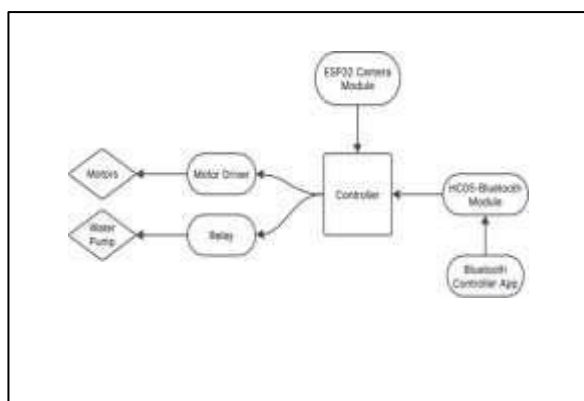 ESP32 Camera
Module
Motors
Motor Driver
Controller
HC05-Bluetooth
Module
Water
Pump
Relay
Bluetooth
Controller App